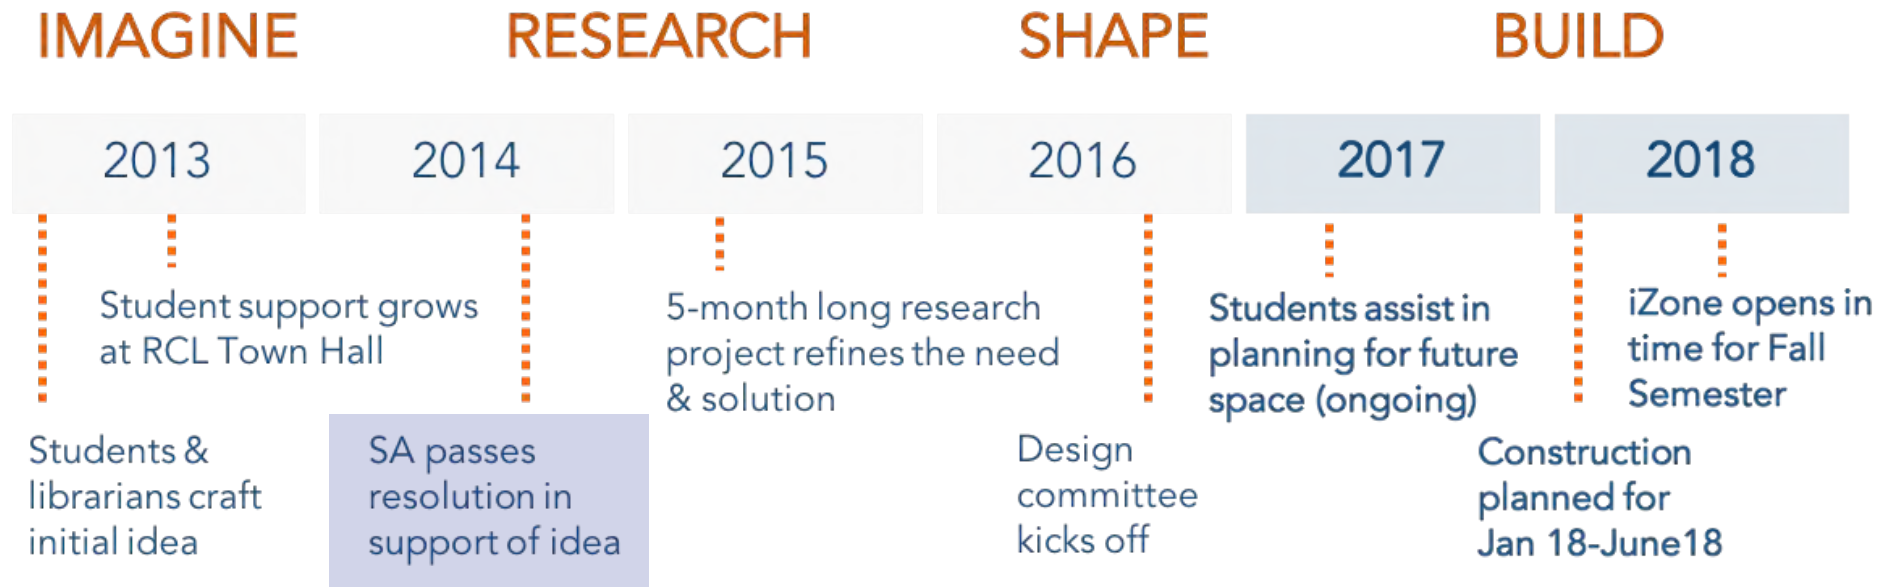 IMAGINE
RESEARCH
SHAPE
BUILD
2013
2014
2015
2016
2017
2018
Student support grows
at RCL Town Hall
5-month long research
project refines the need
& solution
Students assist in
planning for future
space (ongoing)
iZone opens in
time for Fall
Semester
Students &
librarians craft
initial idea
SA passes
resolution in
support of idea
Design
committee
kicks off
Construction
planned for
Jan 18-June18